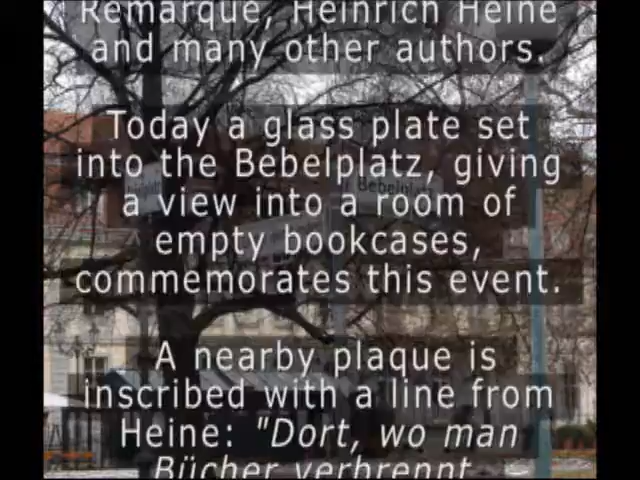 Remarque, Heinrich Heine
and many other authors.
Today a glass plate set
into the Bebelplatz, giving
a view into a room of
empty bookcases,
commemorates this event.
A nearby plaque is
inscribed with a line from
Heine: "Dort, wo man
Bücher verbrennt,
Bebelplatz